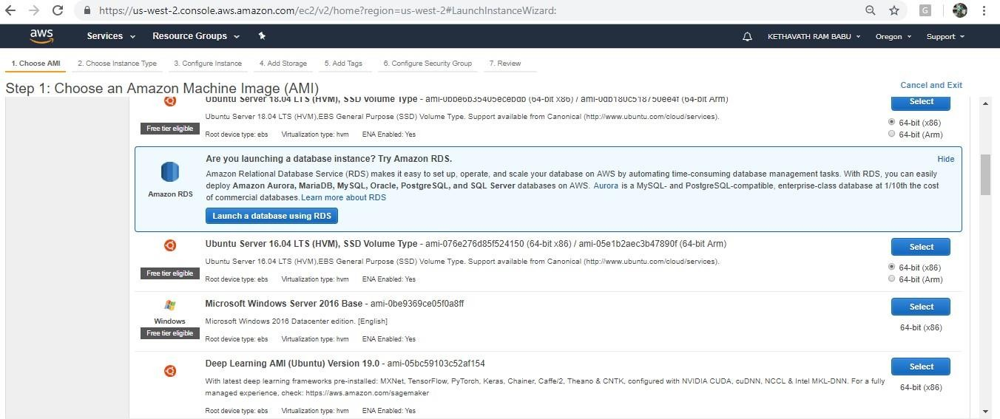 https://us-west-2.console.aws.amazon.com/ec2/v2/home?region=us-west-2#LaunchInstanceWizard:
G
aws
Services
Resource Groups
KETHAVATH RAM BABU
Oregon
Support
1. Choose AMI
2. Choose Instance Type
3. Configure Instance
4. Add Storage
5. Add Tags
6. Configure Security Group
7. Review
Step 1: Choose an Amazon Machine Image (AMI)
Cancel and Exit
Ubuntu Server 18.04 LTS (HVM), SSD Volume Type - ami-0bbe6b35405ecebdb (64-bit x86) / ami-0db180c518750ee4f (64-bit Arm)
Select
Ubuntu Server 18.04 LTS (HVM),EBS General Purpose (SSD) Volume Type. Support available from Canonical (http://www.ubuntu.com/cloud/services).
64-bit (x86)
Free tier eligible
Root device type: ebs Virtualization type: hvm ENA Enabled: Yes
64-bit (Arm)
Are you launching a database instance? Try Amazon RDS.
Hide
Amazon RDS
Amazon Relational Database Service (RDS) makes it easy to set up, operate, and scale your database on AWS by automating time-consuming database management tasks. With RDS, you can easily
deploy Amazon Aurora, MariaDB, MySQL, Oracle, PostgreSQL, and SQL Server databases on AWS. Aurora is a MySQL- and PostgreSQL-compatible, enterprise-class database at 1/10th the cost
of commercial databases. Learn more about RDS
Launch a database using RDS
Ubuntu Server 16.04 LTS (HVM), SSD Volume Type - ami-076e276d85f524150 (64-bit x86) / ami-05e1b2aec3b47890f (64-bit Arm)
Select
Ubuntu Server 16.04 LTS (HVM),EBS General Purpose (SSD) Volume Type. Support available from Canonical (http://www.ubuntu.com/cloud/services).
64-bit (x86)
Free tier eligible
Root device type: ebs Virtualization type: hvm ENA Enabled: Yes
64-bit (Arm)
Microsoft Windows Server 2016 Base - ami-0be9369ce05f0a8ff
Select
Windows
Microsoft Windows 2016 Datacenter edition. [English]
64-bit (x86)
Free tier eligible
Root device type: ebs Virtualization type: hvm ENA Enabled: Yes
Deep Learning AMI (Ubuntu) Version 19.0 - ami-05bc59103c52af154
Select
With latest deep learning frameworks pre-installed: MXNet, TensorFlow, PyTorch, Keras, Chainer, Caffe/2, Theano & CNTK, configured with NVIDIA CUDA, cuDNN, NCCL & Intel MKL-DNN. For a fully
managed experience, check: https://aws.amazon.com/sagemaker
64-bit (x86)
Root device type: ebs Virtualization type: hvm ENA Enabled: Yes